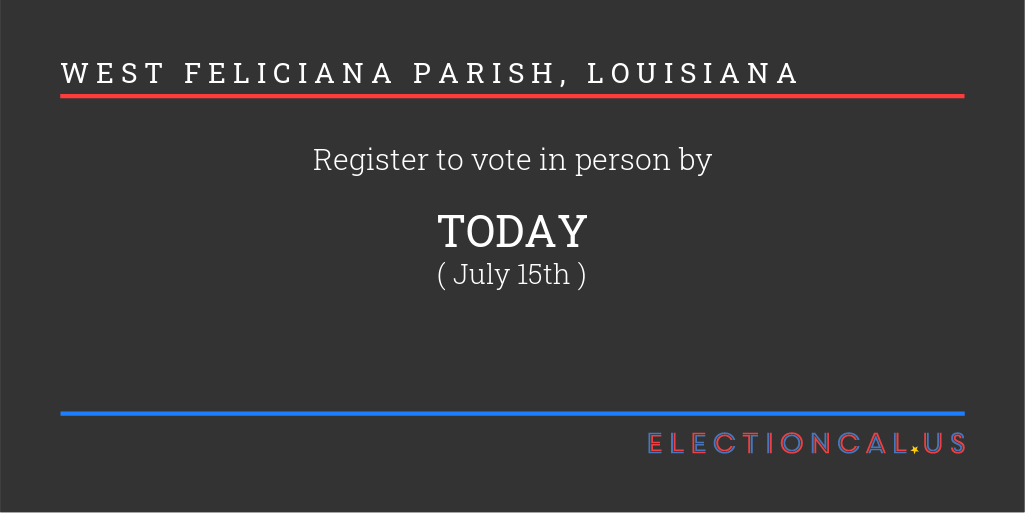 WEST FELICIANA PARISH, LOUISIANA
Register to vote in person by
TODAY
( July 15th )
ELECTIONCAL.US